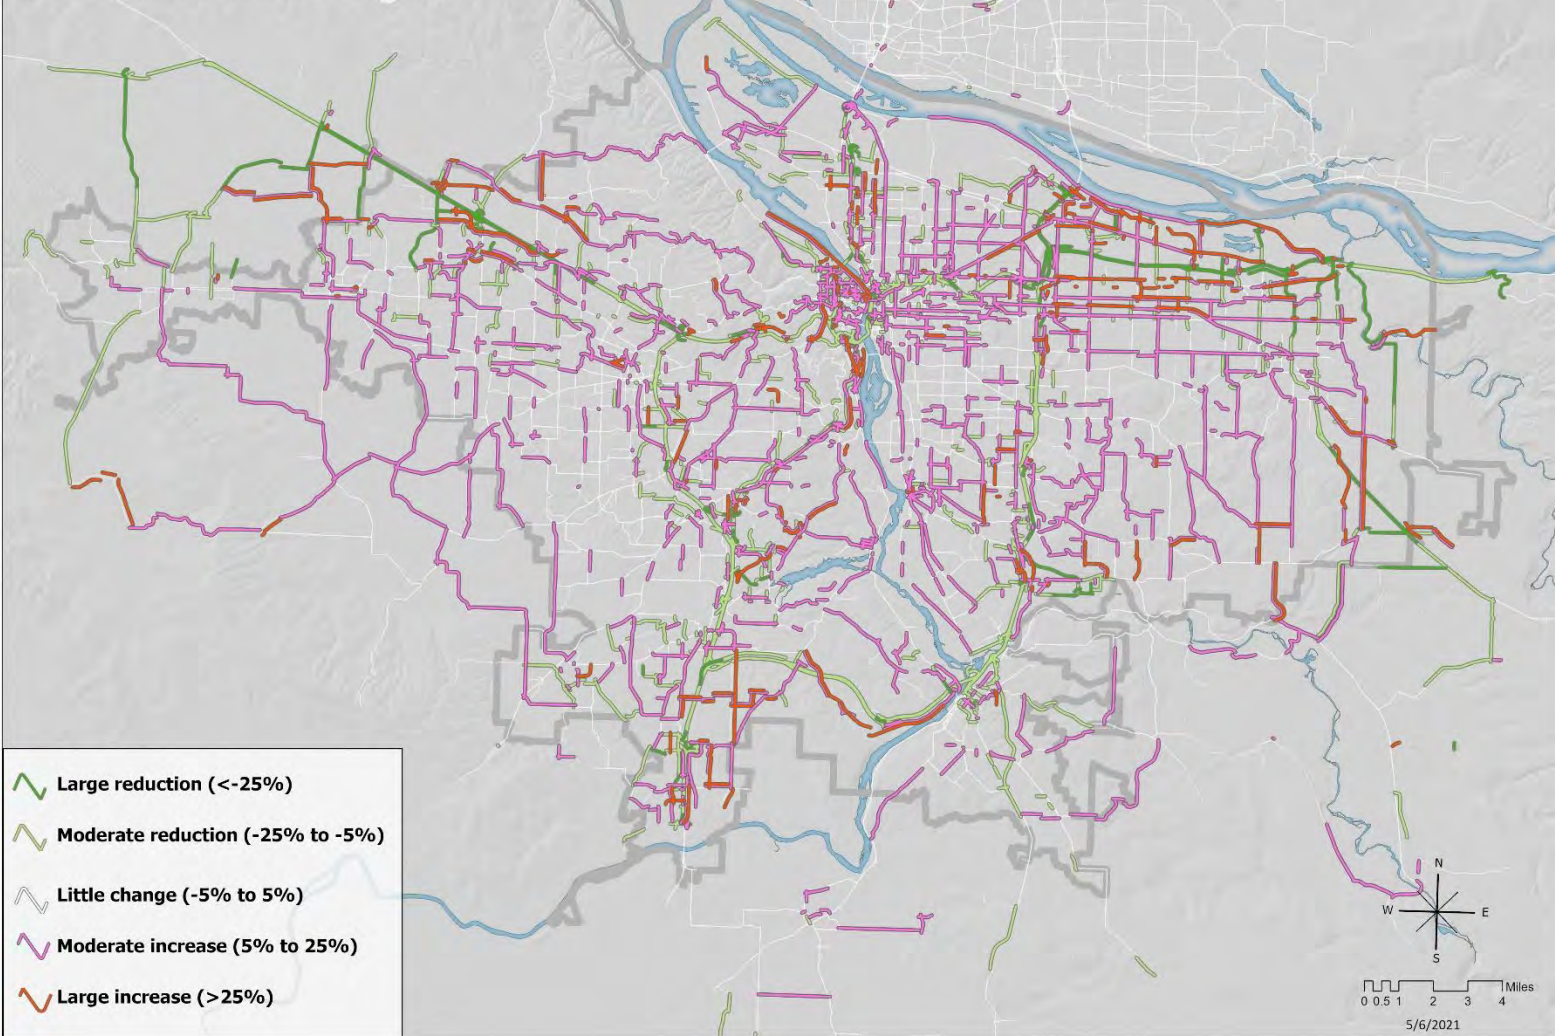 Large reduction (<-25%)
Moderate reduction (-25% to -5%)
Little change (-5% to 5%)
Moderate increase (5% to 25%)
Large increase (>25%)
N
W E
S
Miles
0 0.5 1 2 3 4
5/6/2021